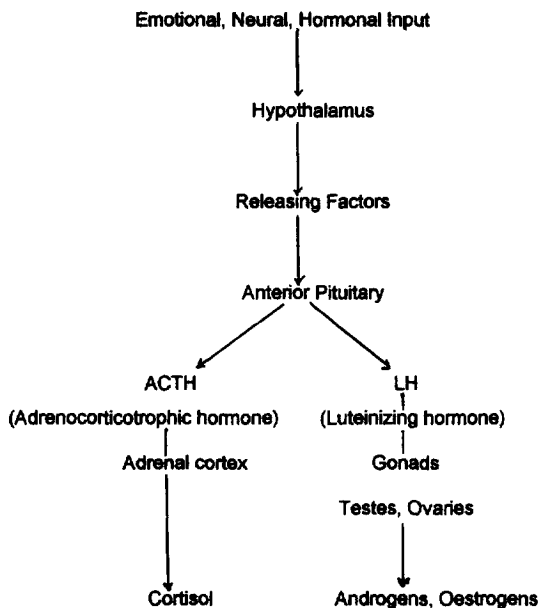 Emotional, Neural, Hormonal Input
Hypothalamus
Releasing Factors
Anterior Pituitary
ACTH
(Adrenocorticotrophic hormone)
Adrenal cortex
Cortisol
LH
(Luteinizing hormone)
Gonads
Testes, Ovaries
Androgens, Oestrogens